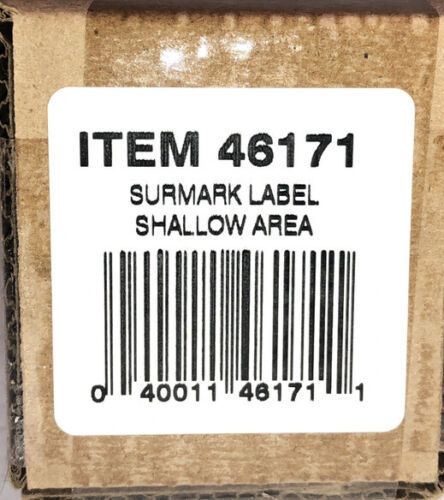 ITEM 46171
SURMARK LABEL
SHALLOW AREA
0 40011 46171 1